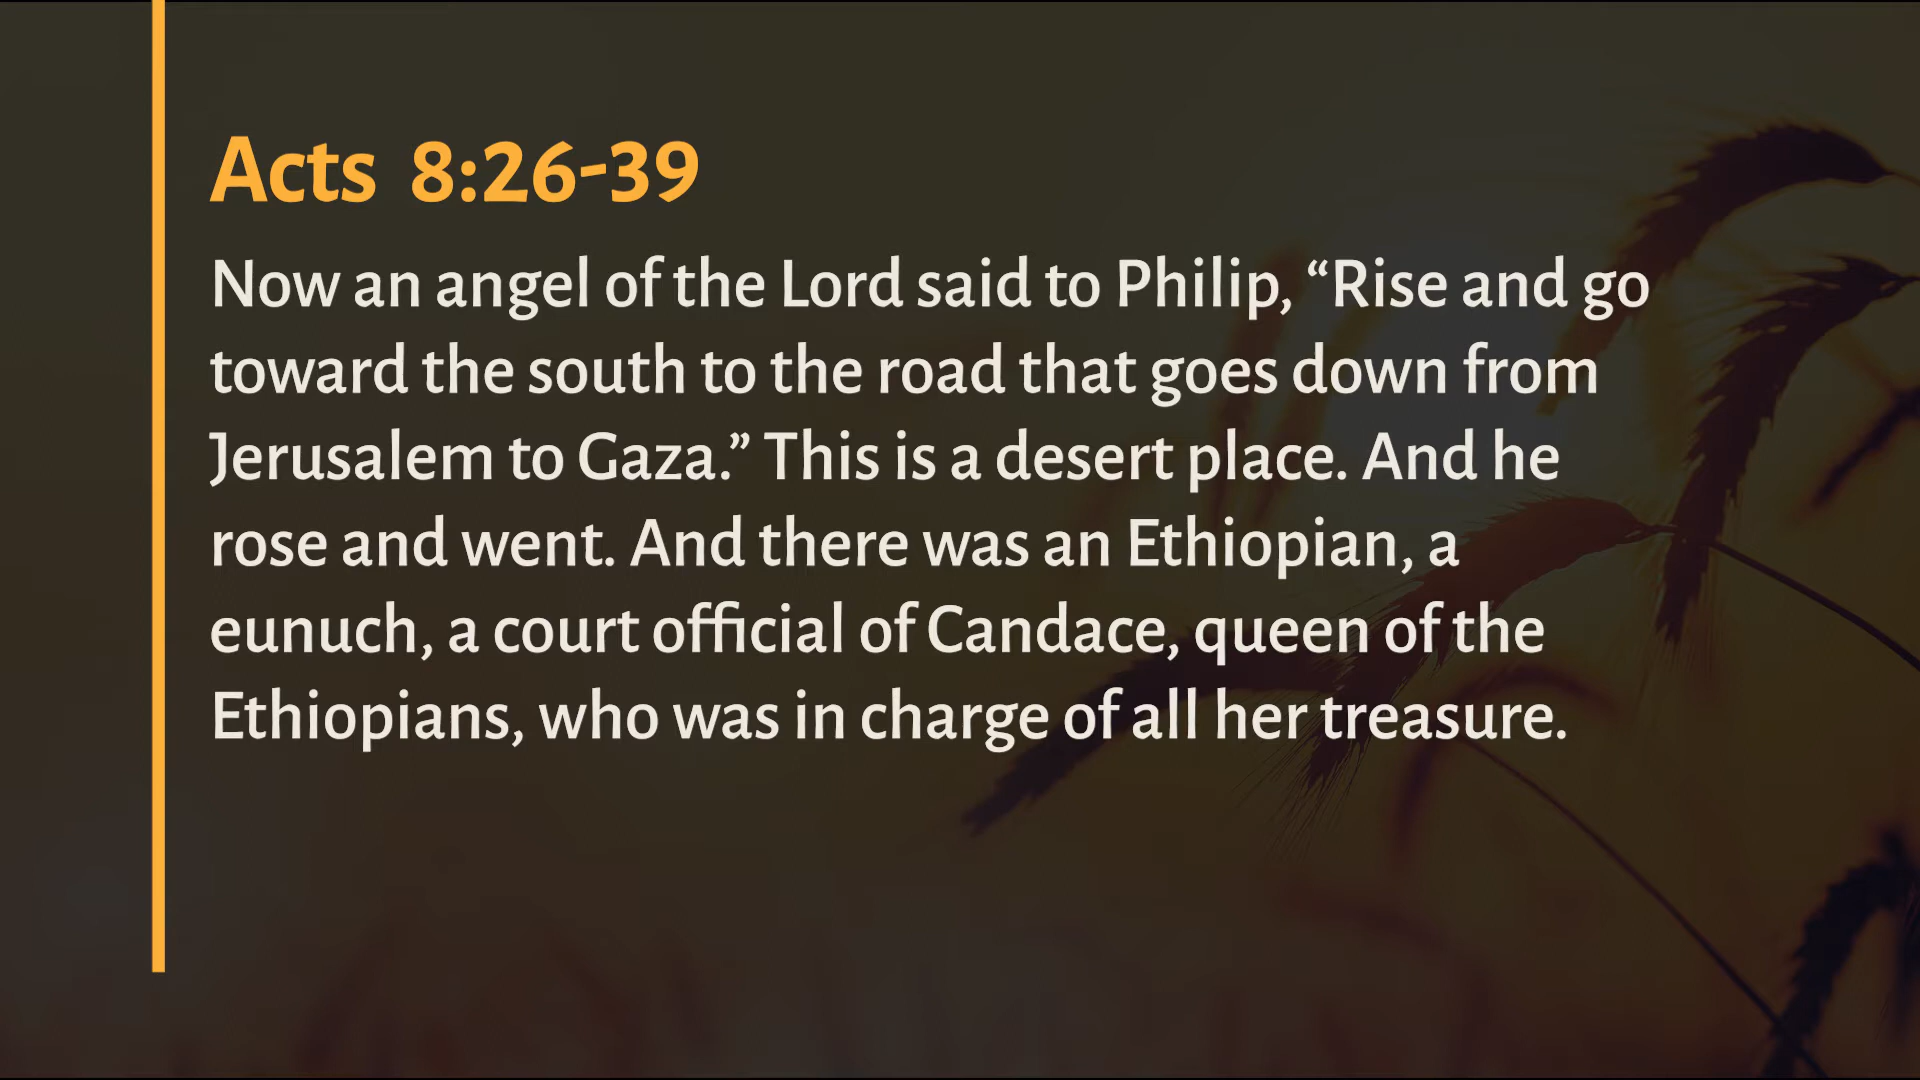 Acts 8:26-39
Now an angel of the Lord said to Philip, “Rise and go
toward the south to the road that goes down from
Jerusalem to Gaza.” This is a desert place. And he
rose and went. And there was an Ethiopian, a
eunuch, a court official of Candace, queen of the
Ethiopians, who was in charge of all her treasure.